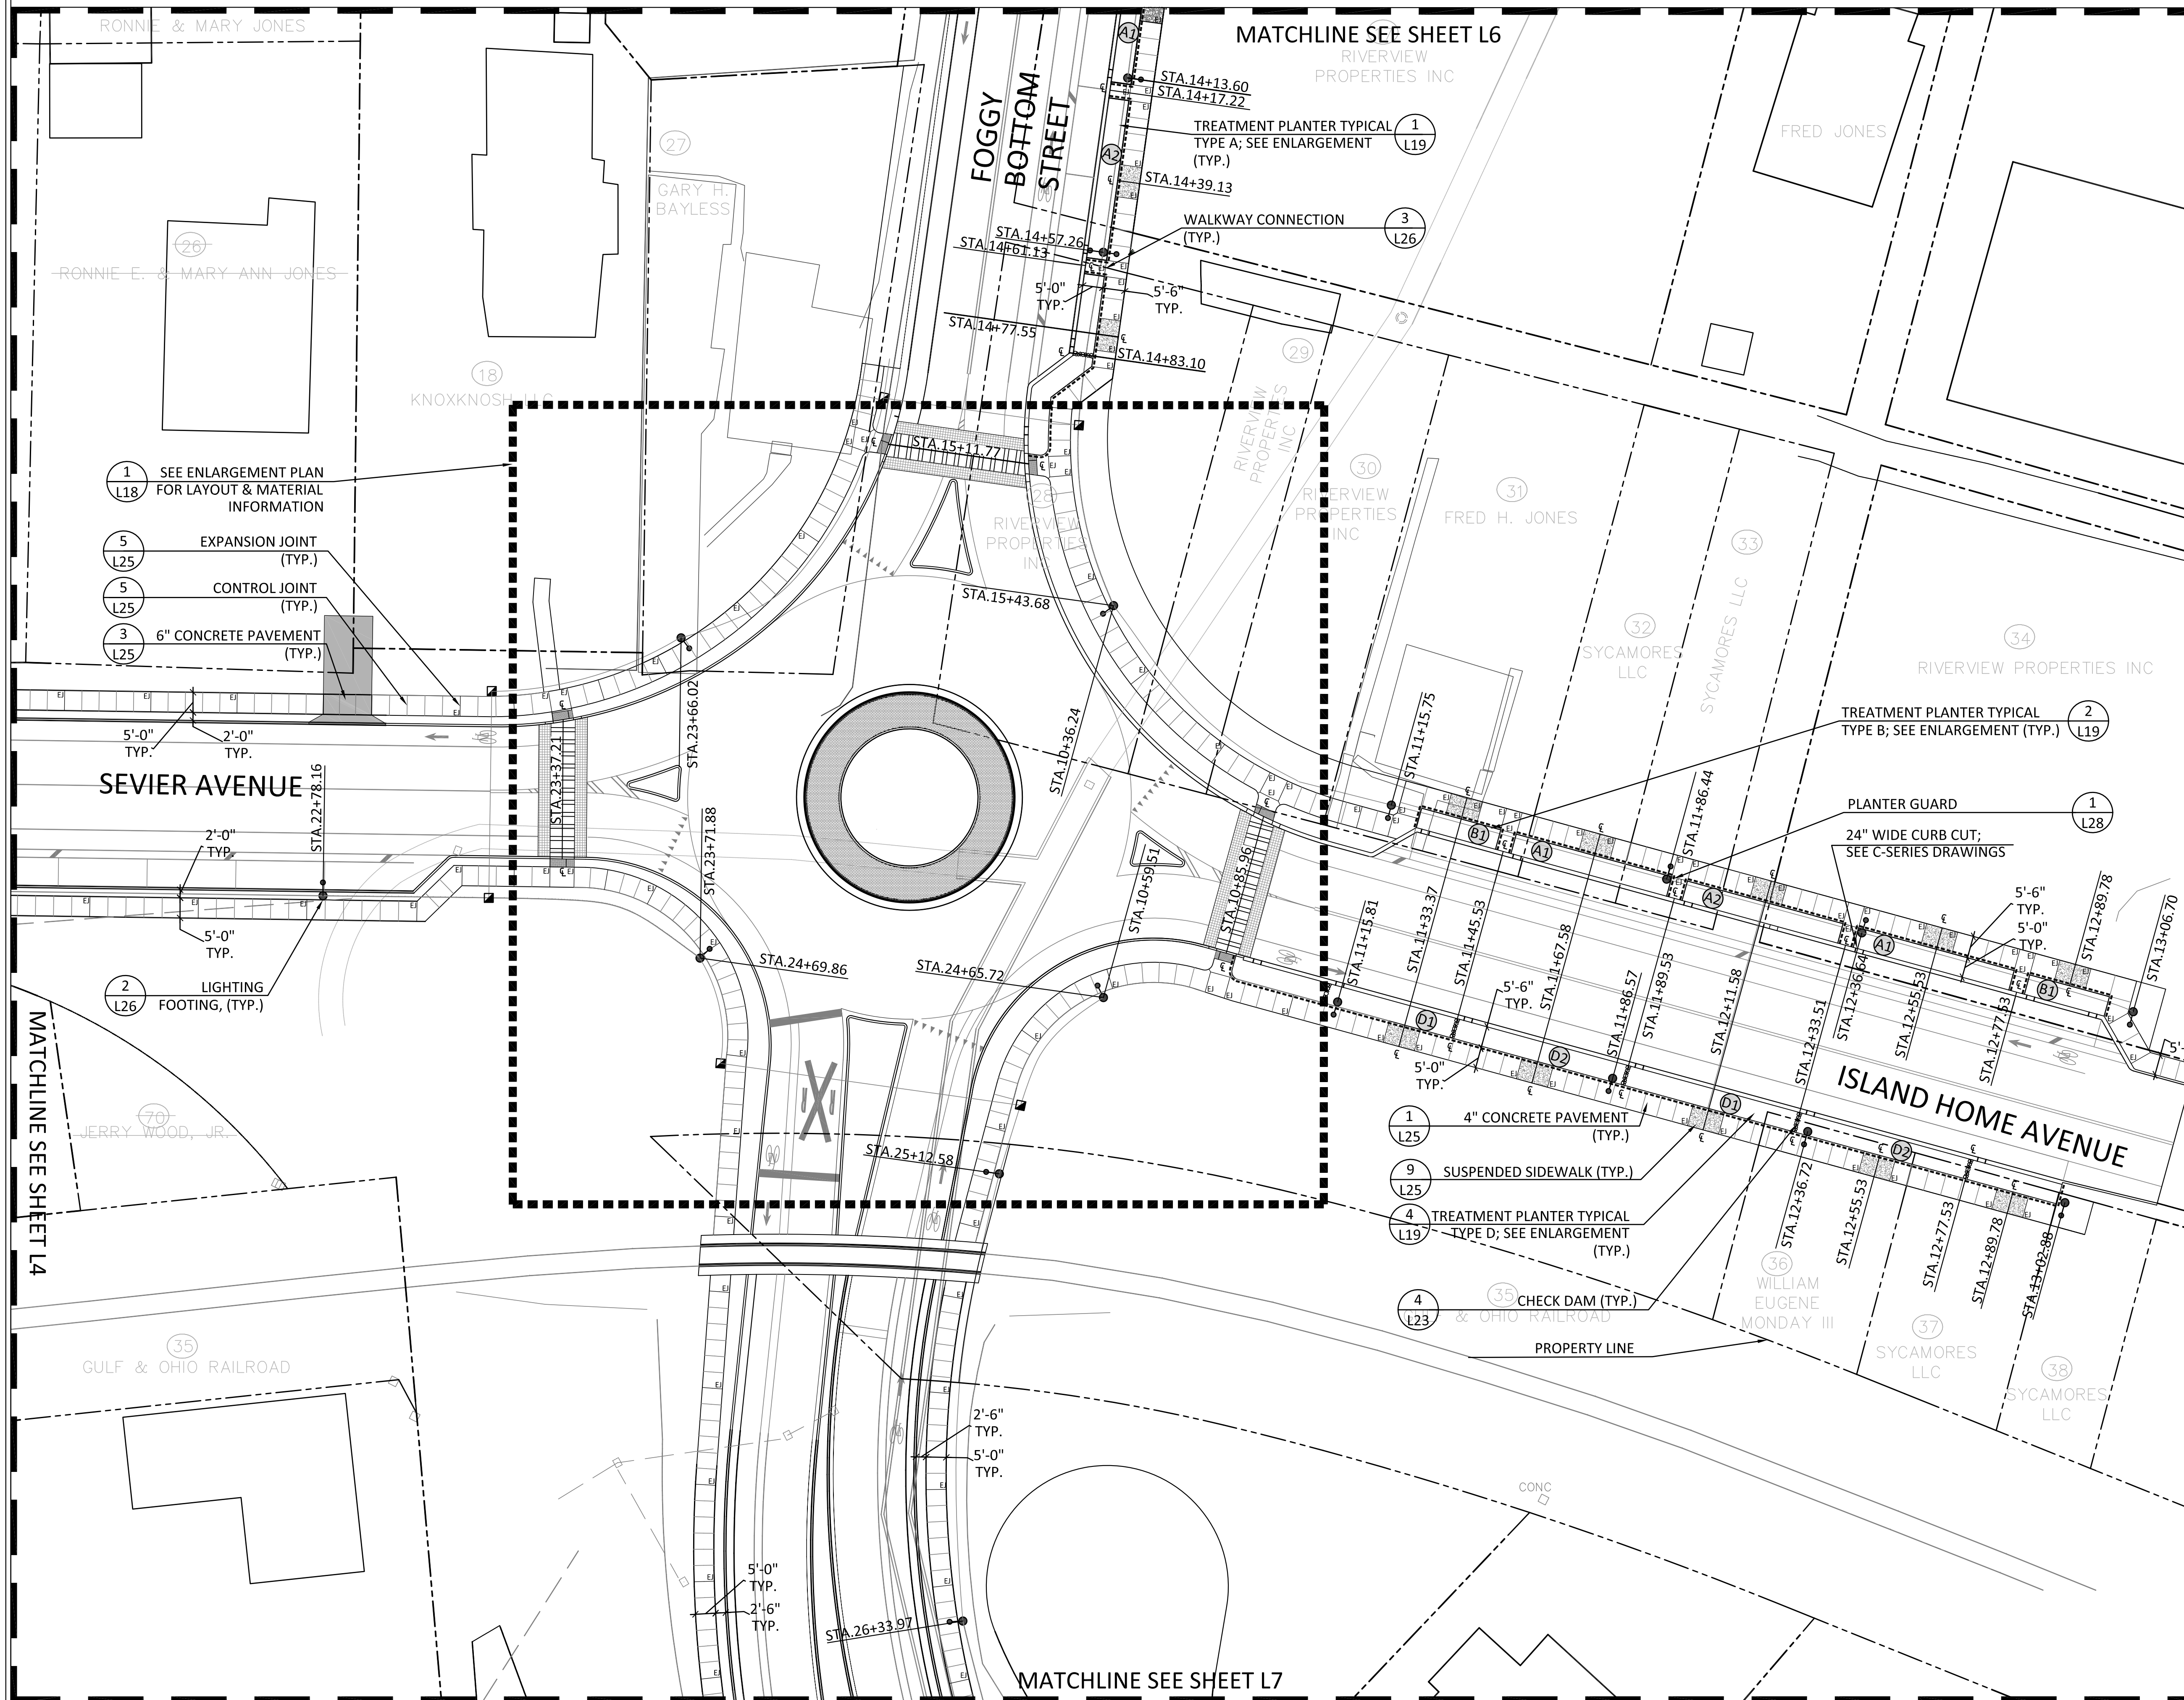 RONNIE & MARY JONES
MATCHLINE SEE SHEET L6
RIVERVIEW
PROPERTIES INC
FRED JONES
A1
STA.14+13.60
STA.14+17.22
FOGGY
BOTTOM
STREET
TREATMENT PLANTER TYPICAL
TYPE A; SEE ENLARGEMENT
(TYP.)
1
L19
A2
STA.14+39.13
WALKWAY CONNECTION
(TYP.)
3
L26
STA.14+57.26
STA.14+61.13
5'-0"
TYP.
5'-6"
TYP.
STA.14+77.55
STA.14+83.10
27
GARY H.
BAYLESS
26
RONNIE E. & MARY ANN JONES
18
KNOXKNOSH LLC
29
RIVERVIEW
PROPERTIES
INC
STA.15+11.77
28
RIVERVIEW
PROPERTIES
INC
30
RIVERVIEW
PROPERTIES
INC
31
FRED H. JONES
33
SYCAMORES LLC
32
SYCAMORES
LLC
34
RIVERVIEW PROPERTIES INC
1
L18
SEE ENLARGEMENT PLAN
FOR LAYOUT & MATERIAL
INFORMATION
5
L25
EXPANSION JOINT
(TYP.)
5
L25
CONTROL JOINT
(TYP.)
3
L25
6" CONCRETE PAVEMENT
(TYP.)
STA.15+43.68
5'-0"
TYP.
2'-0"
TYP.
STA.23+66.02
STA.23+37.21
STA.10+36.24
STA.11+15.75
TREATMENT PLANTER TYPICAL
TYPE B; SEE ENLARGEMENT (TYP.)
2
L19
SEVIER AVENUE
STA.22+78.16
2'-0"
TYP.
5'-0"
TYP.
STA.23+71.88
STA.10+59.51
STA.10+85.96
B1
A1
STA.11+86.44
PLANTER GUARD
1
L28
24" WIDE CURB CUT;
SEE C-SERIES DRAWINGS
A2
A1
B1
5'-6"
TYP.
5'-0"
TYP.
STA.12+89.78
STA.13+06.70
STA.24+69.86
STA.24+65.72
STA.11+15.81
STA.11+33.37
STA.11+45.53
STA.11+67.58
STA.11+86.57
STA.11+89.53
STA.12+11.58
STA.12+33.51
STA.12+36.64
STA.12+55.53
STA.12+77.53
5'-6"
TYP.
5'-0"
TYP.
D1
D2
D1
D2
5'-
ISLAND HOME AVENUE
2
L26
LIGHTING
FOOTING, (TYP.)
MATCHLINE SEE SHEET L4
70
JERRY WOOD, JR.
STA.25+12.58
1
L25
4" CONCRETE PAVEMENT
(TYP.)
9
L25
SUSPENDED SIDEWALK (TYP.)
4
L19
TREATMENT PLANTER TYPICAL
TYPE D; SEE ENLARGEMENT
(TYP.)
STA.12+36.72
STA.12+55.53
STA.12+77.53
STA.12+89.78
STA.13+02.88
4
L23
CHECK DAM (TYP.)
35
& OHIO RAILROAD
PROPERTY LINE
36
WILLIAM
EUGENE
MONDAY III
37
SYCAMORES
LLC
38
SYCAMORES
LLC
35
GULF & OHIO RAILROAD
2'-6"
TYP.
5'-0"
TYP.
CONC
5'-0"
TYP.
2'-6"
TYP.
STA.26+33.97
MATCHLINE SEE SHEET L7